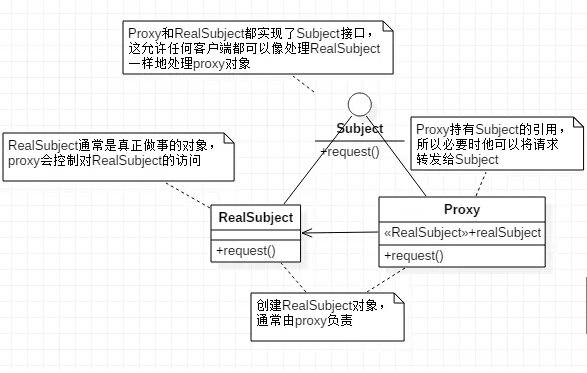 Proxy和RealSubject都实现了Subject接口，
这允许任何客户端都可以像处理RealSubject
一样地处理proxy对象
Subject
+request()
Proxy持有Subject的引用，
所以必要时他可以将请求
转发给Subject
RealSubject通常是真正做事的对象，
proxy会控制对RealSubject的访问
RealSubject
+request()
Proxy
«RealSubject»+realSubject
+request()
创建RealSubject对象，
通常由proxy负责